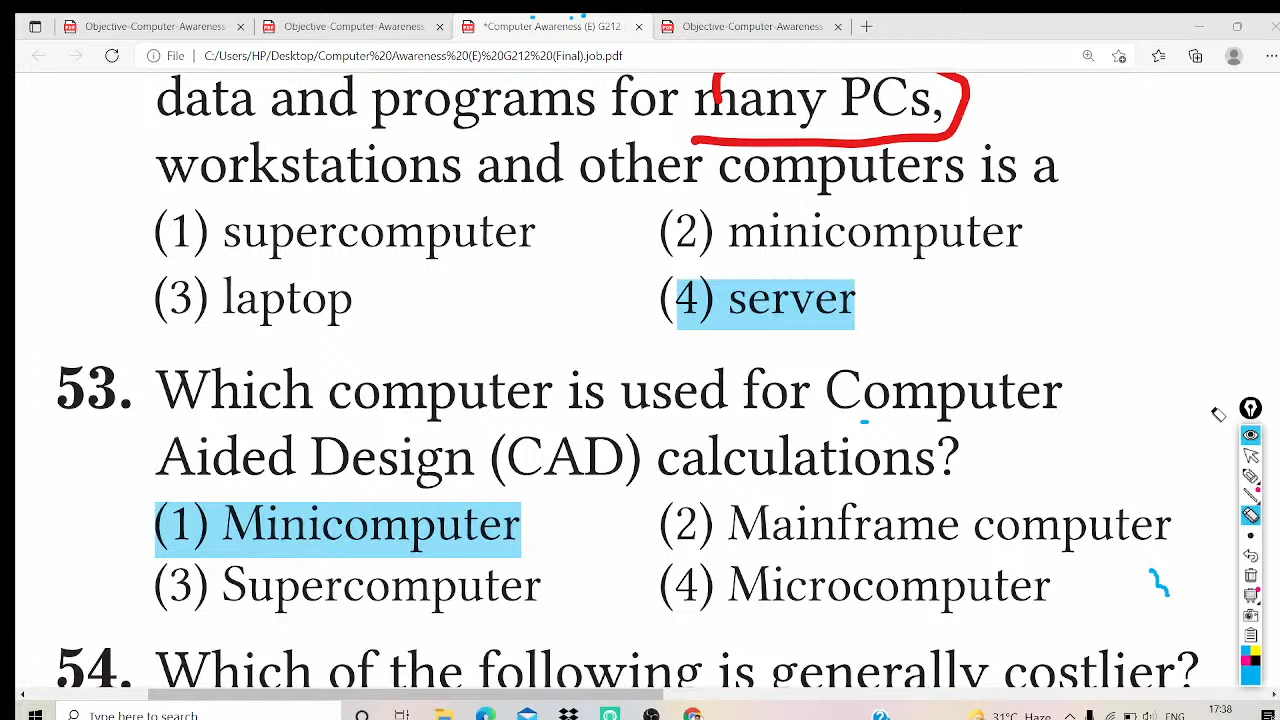 Objective-Computer-Awareness
Objective-Computer-Awareness
*Computer Awareness (E) G212
Objective-Computer-Awareness
File
C:/Users/HP/Desktop/Computer%20Awareness%20(E)%20G212%20(Final).job.pdf
data and programs for many PCs,
workstations and other computers is a
(1) supercomputer (2) minicomputer
(3) laptop (4) server
53. Which computer is used for Computer
Aided Design (CAD) calculations?
(1) Minicomputer (2) Mainframe computer
(3) Supercomputer (4) Microcomputer
54. Which of the following is generally costlier?
Type here to search
31°C Haze
ENG
17:38